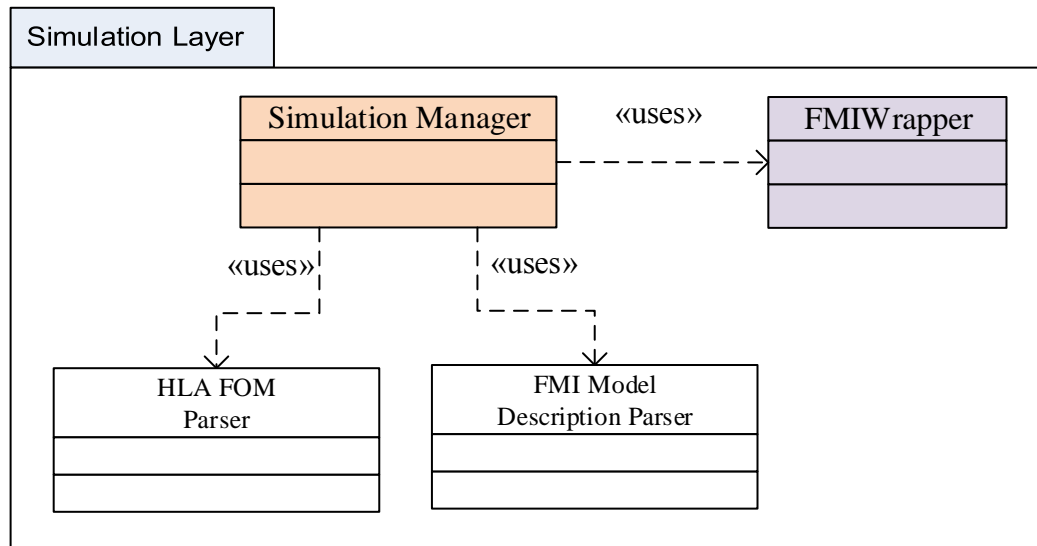 Simulation Layer
Simulation Manager
«uses»
FMIWrapper
«uses»
«uses»
HLA FOM
Parser
FMI Model
Description Parser